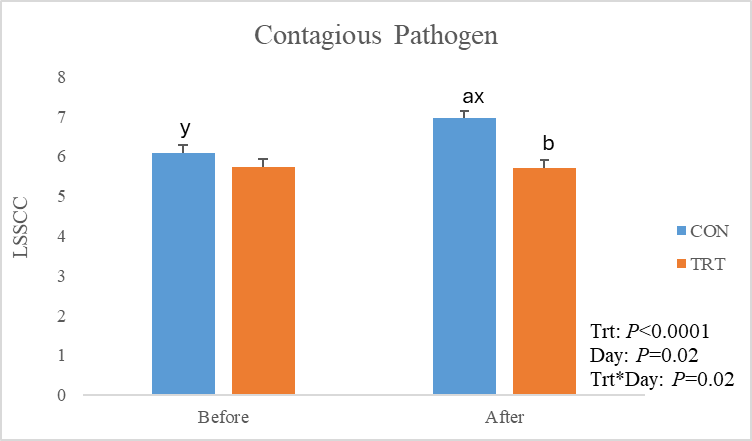 Contagious Pathogen
LSSCC
8
7
6
5
4
3
2
1
0
y
ax
b
Before
After
CON
TRT
Trt: P<0.0001
Day: P=0.02
Trt*Day: P=0.02